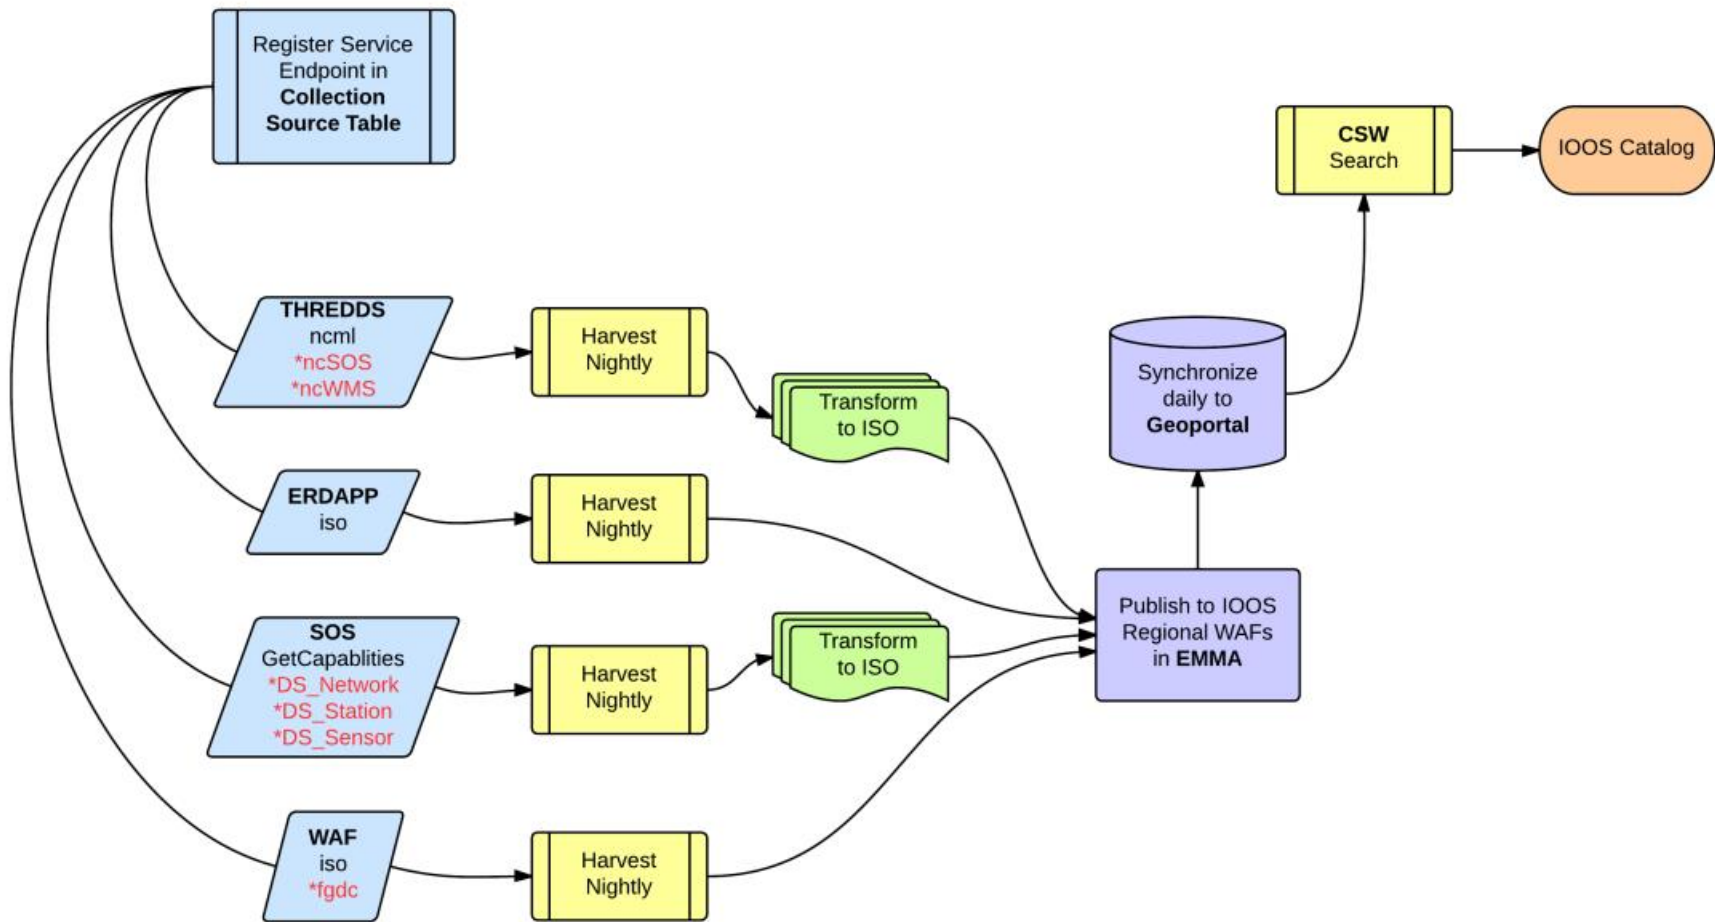 Register Service
Endpoint in
Collection
Source Table
CSW
Search
IOOS Catalog
THREDDS
ncml
*ncSOS
*ncWMS
Harvest
Nightly
Transform
to ISO
Synchronize
daily to
Geoportal
ERDAPP
iso
Harvest
Nightly
SOS
GetCapablities
*DS_Network
*DS_Station
*DS_Sensor
Harvest
Nightly
Transform
to ISO
Publish to IOOS
Regional WAFs
in EMMA
WAF
iso
*fgdc
Harvest
Nightly